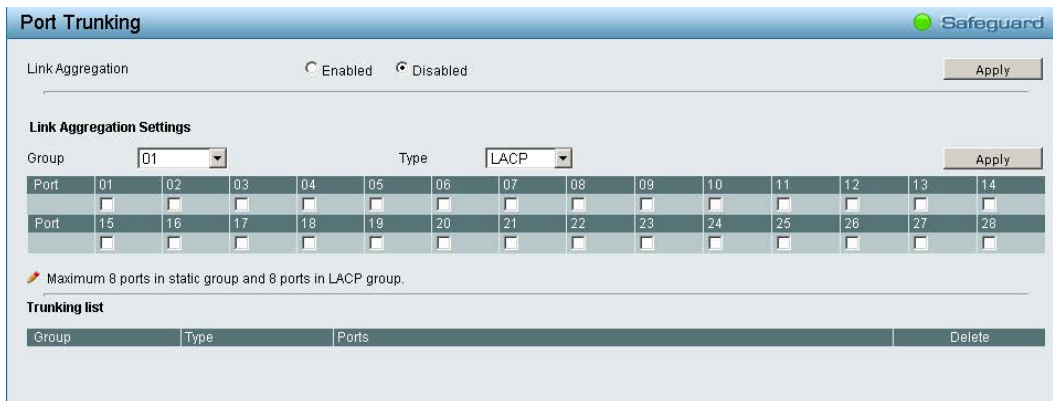 Port Trunking Safeguard
Link Aggregation Enabled Disabled Apply
Link Aggregation Settings
Group 01 Type LACP Apply
Port 01 02 03 04 05 06 07 08 09 10 11 12 13 14
Port 15 16 17 18 19 20 21 22 23 24 25 26 27 28
Maximum 8 ports in static group and 8 ports in LACP group.
Trunking list
Group Type Ports Delete